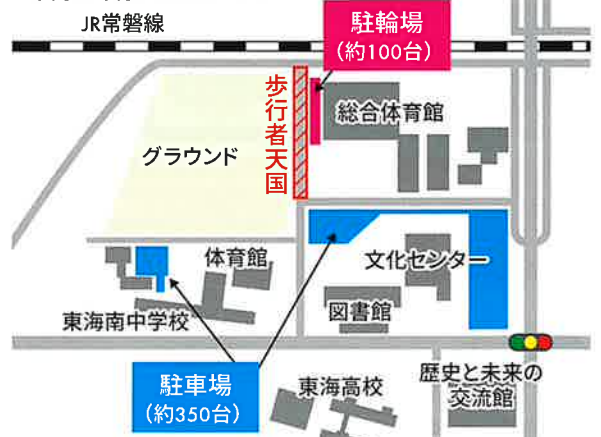 JR常磐線
駐輪場
（約100台）
歩行者天国
総合体育館
グラウンド
体育館
文化センター
東海南中学校
図書館
駐車場
（約350台）
東海高校
歴史と未来の
交流館